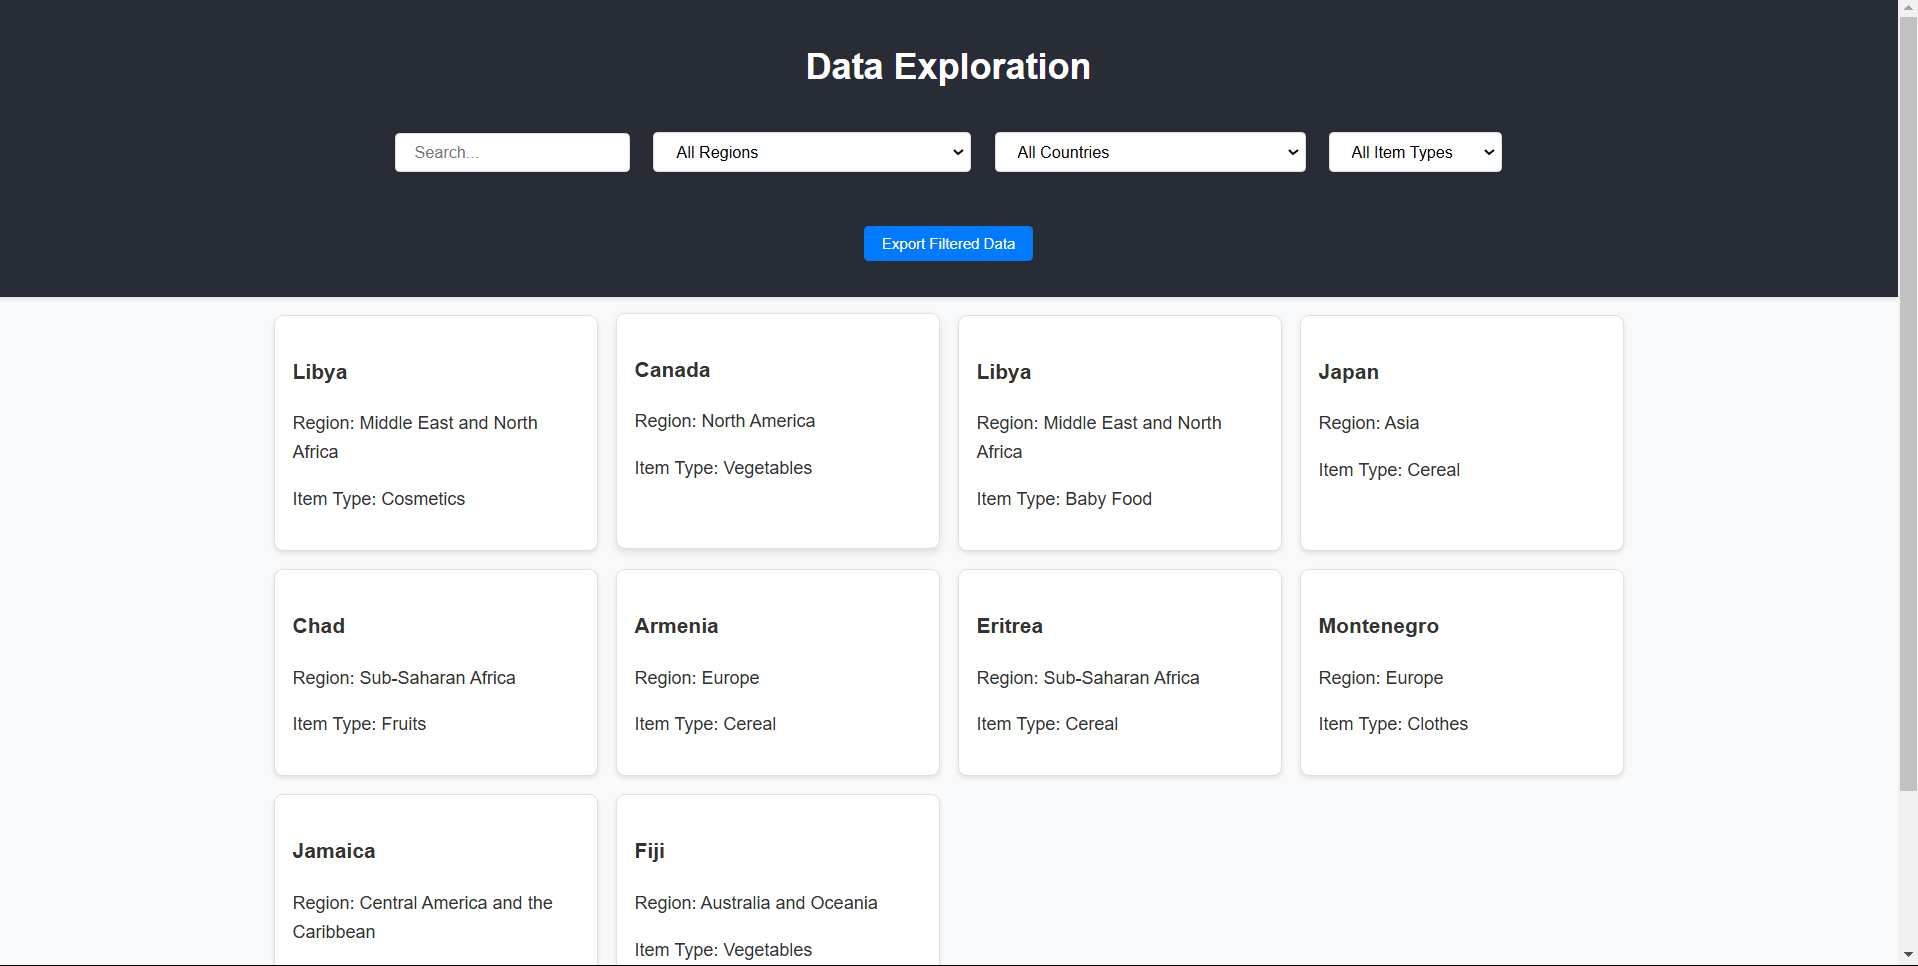 Data Exploration
Search...
All Regions
All Countries
All Item Types
Export Filtered Data
Libya
Region: Middle East and North
Africa
Item Type: Cosmetics
Canada
Region: North America
Item Type: Vegetables
Libya
Region: Middle East and North
Africa
Item Type: Baby Food
Japan
Region: Asia
Item Type: Cereal
Chad
Region: Sub-Saharan Africa
Item Type: Fruits
Armenia
Region: Europe
Item Type: Cereal
Eritrea
Region: Sub-Saharan Africa
Item Type: Cereal
Montenegro
Region: Europe
Item Type: Clothes
Jamaica
Region: Central America and the
Caribbean
Fiji
Region: Australia and Oceania
Item Type: Vegetables